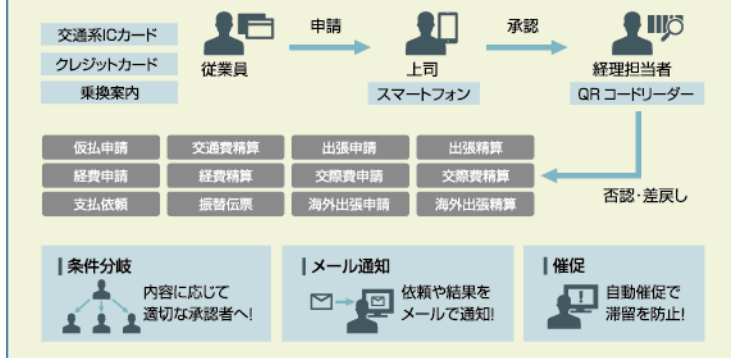 交通系ICカード
クレジットカード
乗換案内
従業員
申請
上司
スマートフォン
承認
経理担当者
QRコードリーダー
否認・差戻し
仮払申請 交通費精算 出張申請 出張精算
経費申請 経費精算 交際費申請 交際費精算
支払依頼 振替伝票 海外出張申請 海外出張精算
条件分岐
内容に応じて
適切な承認者へ!
メール通知
依頼や結果を
メールで通知!
催促
自動催促で
滞留を防止!